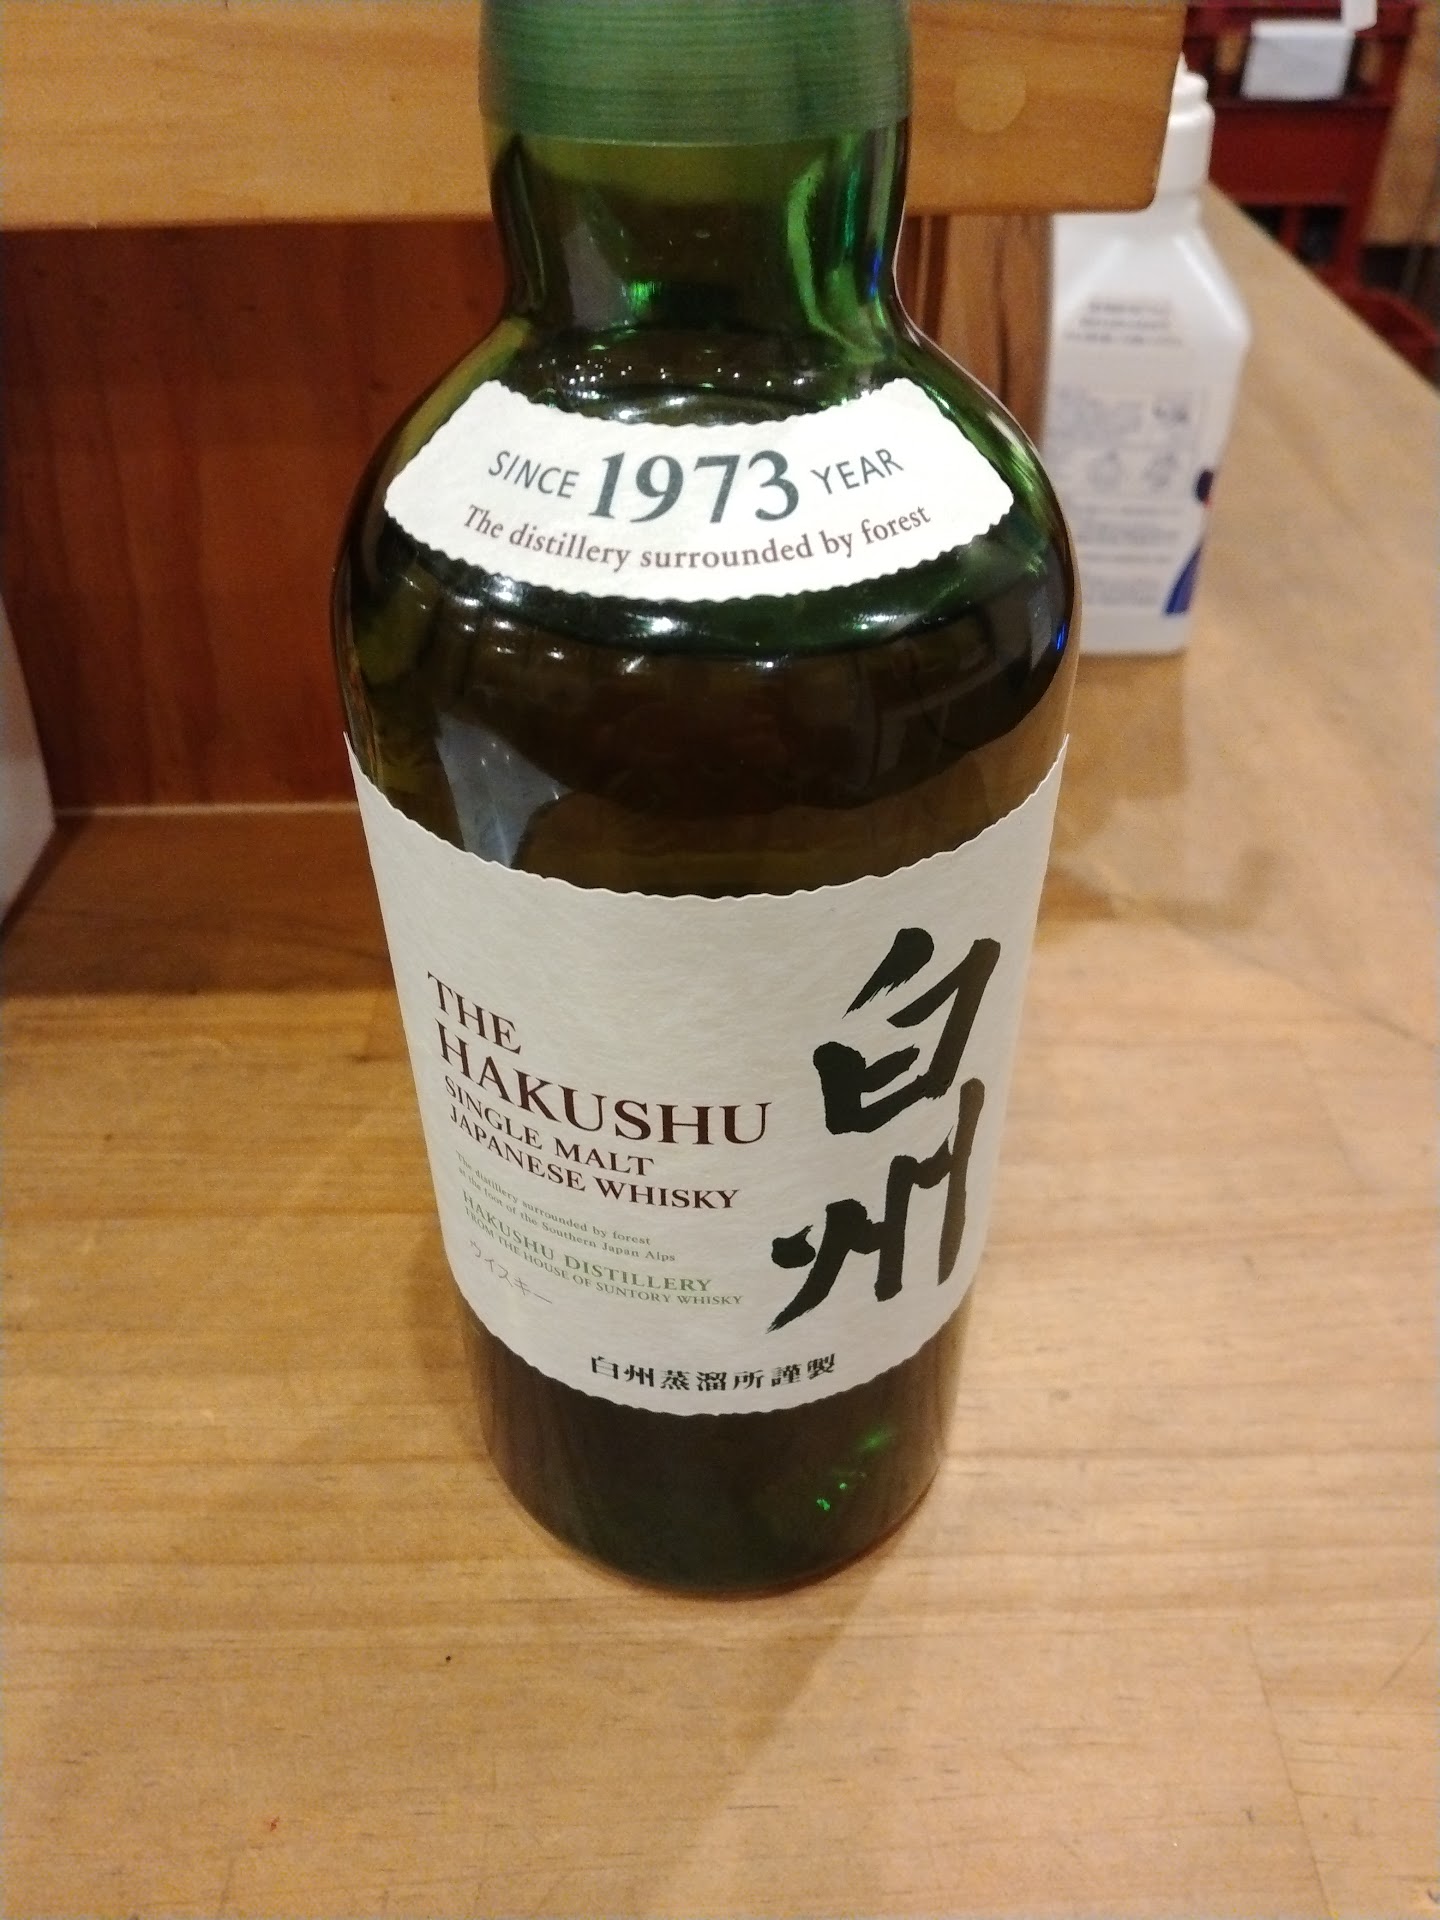 SINCE 1973 YEAR
The distillery surrounded by forest
THE
HAKUSHU
SINGLE MALT
JAPANESE WHISKY
The distillery surrounded by forest
at the foot of the Southern Japan Alps
HAKUSHU DISTILLERY
FROM THE HOUSE OF SUNTORY WHISKY
ウイスキー
白州
白州蒸溜所謹製